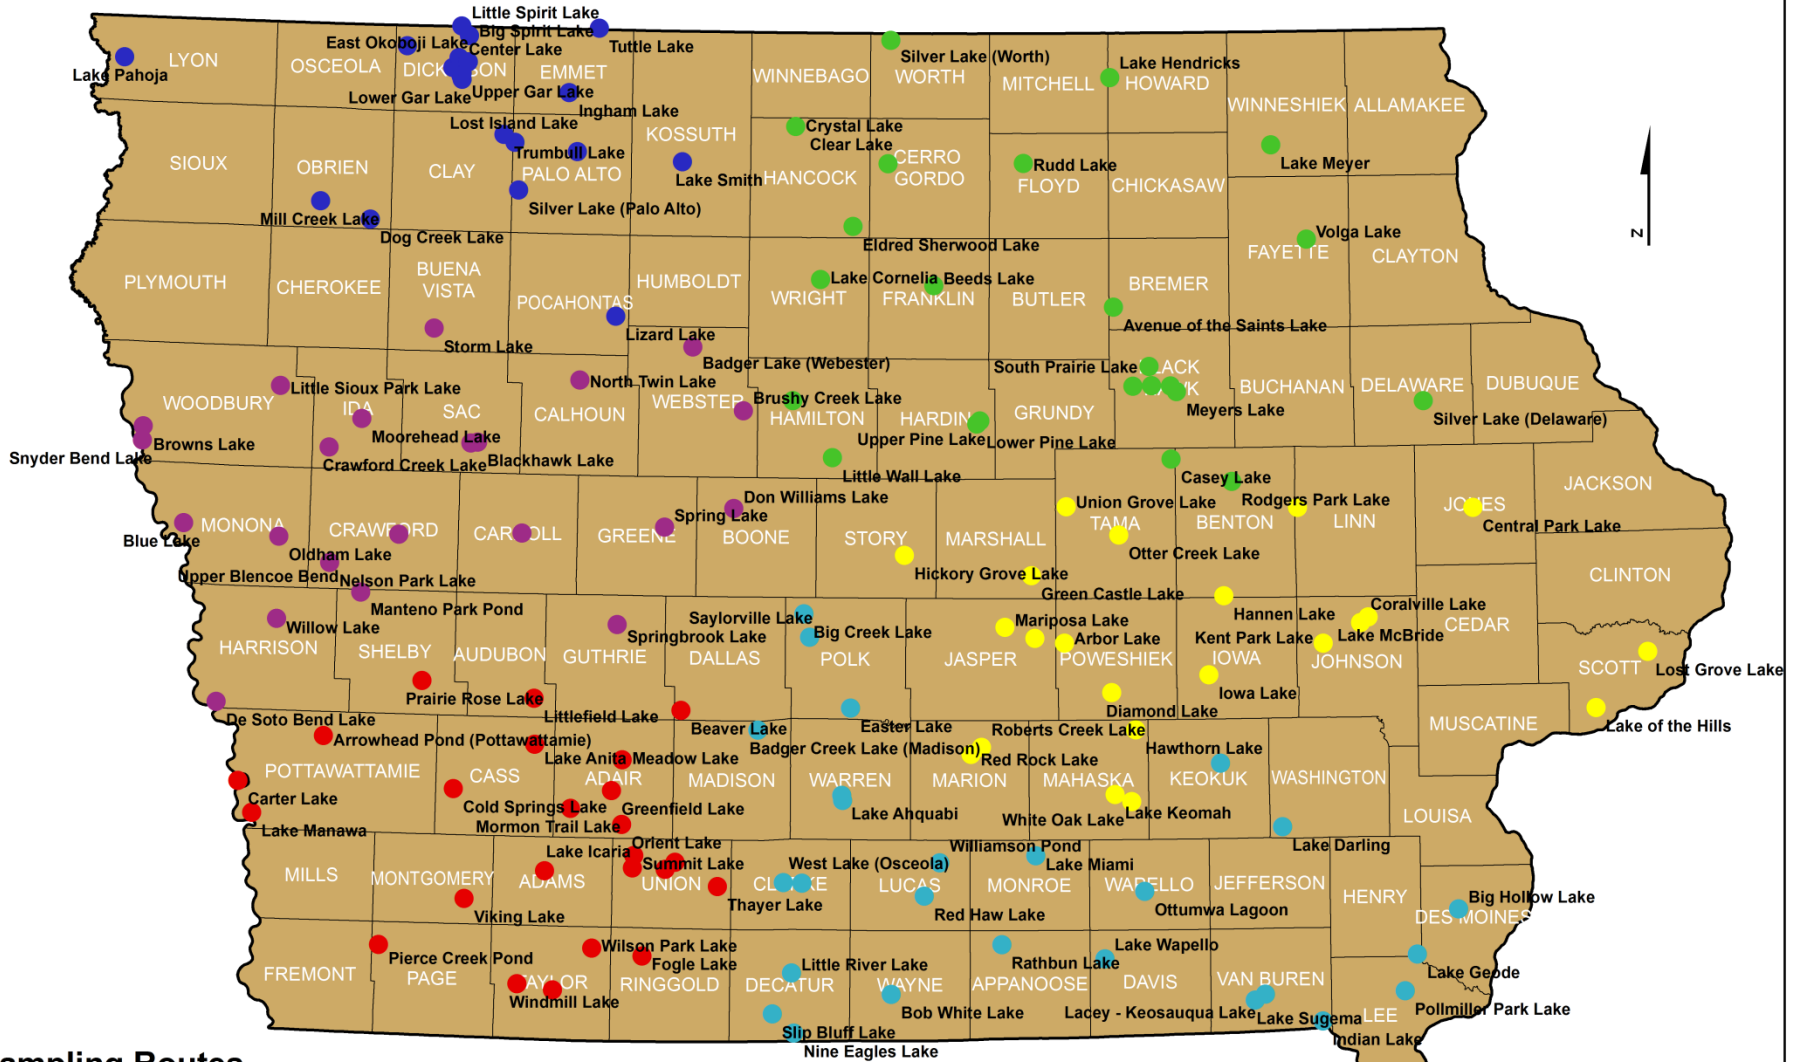 Little Spirit Lake
Big Spirit Lake
East Okoboji Lake
Center Lake
Tuttle Lake
Silver Lake (Worth)
Lake Hendricks
LYON
OSCEOLA
DICK SON
EMMET
WINNEBAGO
WORTH
MITCHELL
HOWARD
Lake Pahoja
Lower Gar Lake
Upper Gar Lake
Ingham Lake
WINNESHIEK
ALLAMAKEE
Lost Island Lake
KOSSUTH
Crystal Lake
Clear Lake
SIOUX
OBRIEN
CLAY
Trumbull Lake
PALO ALTO
Lake Smith
HANCOCK
CERRO
GORDO
Rudd Lake
FLOYD
CHICKASAW
Lake Meyer
Silver Lake (Palo Alto)
Mill Creek Lake
Dog Creek Lake
Eldred Sherwood Lake
Volga Lake
FAYETTE
CLAYTON
N
PLYMOUTH
CHEROKEE
BUENA
VISTA
POCAHONTAS
HUMBOLDT
Lake Cornelia
Beeds Lake
WRIGHT
FRANKLIN
BUTLER
BREMER
Avenue of the Saints Lake
Lizard Lake
Storm Lake
Badger Lake (Webester)
South Prairie Lake
LACK
K
Little Sioux Park Lake
North Twin Lake
WOODBURY
IDA
SAC
CALHOUN
WEBSTER
Brushy Creek Lake
HAMILTON
HARDIN
GRUNDY
Meyers Lake
BUCHANAN
DELAWARE
DUBUQUE
Silver Lake (Delaware)
Browns Lake
Snyder Bend Lake
Moorehead Lake
Crawford Creek Lake
Blackhawk Lake
Upper Pine Lake
Lower Pine Lake
Little Wall Lake
Casey Lake
Don Williams Lake
Union Grove Lake
Rodgers Park Lake
JONES
JACKSON
Blue Lake
MONONA
CRAWFORD
CARROLL
GREENE
Spring Lake
BOONE
STORY
MARSHALL
TAMA
BENTON
LINN
Central Park Lake
Oldham Lake
Otter Creek Lake
Upper Blencoe Bend
Nelson Park Lake
Hickory Grove Lake
Green Castle Lake
CLINTON
Manteno Park Pond
Saylorville Lake
Mariposa Lake
Hannen Lake
Coralville Lake
Willow Lake
Springbrook Lake
Big Creek Lake
Arbor Lake
Kent Park Lake
Lake McBride
CEDAR
HARRISON
SHELBY
AUDUBON
GUTHRIE
DALLAS
POLK
JASPER
POWESHIEK
IOWA
JOHNSON
SCOTT
Lost Grove Lake
Prairie Rose Lake
Iowa Lake
De Soto Bend Lake
Littlefield Lake
Beaver Lake
Easter Lake
Diamond Lake
MUSCATINE
Lake of the Hills
Arrowhead Pond (Pottawattamie)
Roberts Creek Lake
Badger Creek Lake (Madison)
Hawthorn Lake
Lake Anita
Meadow Lake
Red Rock Lake
POTTAWATTAMIE
CASS
ADAIR
MADISON
WARREN
MARION
MAHASKA
KEOKUK
WASHINGTON
Carter Lake
Cold Springs Lake
Greenfield Lake
Lake Ahquabi
White Oak Lake
Lake Keomah
LOUISA
Lake Manawa
Mormon Trail Lake
Orient Lake
Williamson Pond
Lake Darling
Lake Icaria
Summit Lake
West Lake (Osceola)
Lake Miami
MILLS
MONTGOMERY
ADAMS
UNION
CL KE
LUCAS
MONROE
WAPELLO
JEFFERSON
HENRY
Big Hollow Lake
Viking Lake
Thayer Lake
Red Haw Lake
Ottumwa Lagoon
DES MOINES
Pierce Creek Pond
Wilson Park Lake
Fogle Lake
Little River Lake
Rathbun Lake
Lake Wapello
FREMONT
PAGE
AYLOR
RINGGOLD
DECATUR
WAYNE
APPANOOSE
DAVIS
VAN BUREN
Lake Geode
Windmill Lake
Bob White Lake
Lacey - Keosauqua Lake
Lake Sugema
LEE
Pollmiller Park Lake
Slip Bluff Lake
Nine Eagles Lake
Indian Lake
ampling Routes